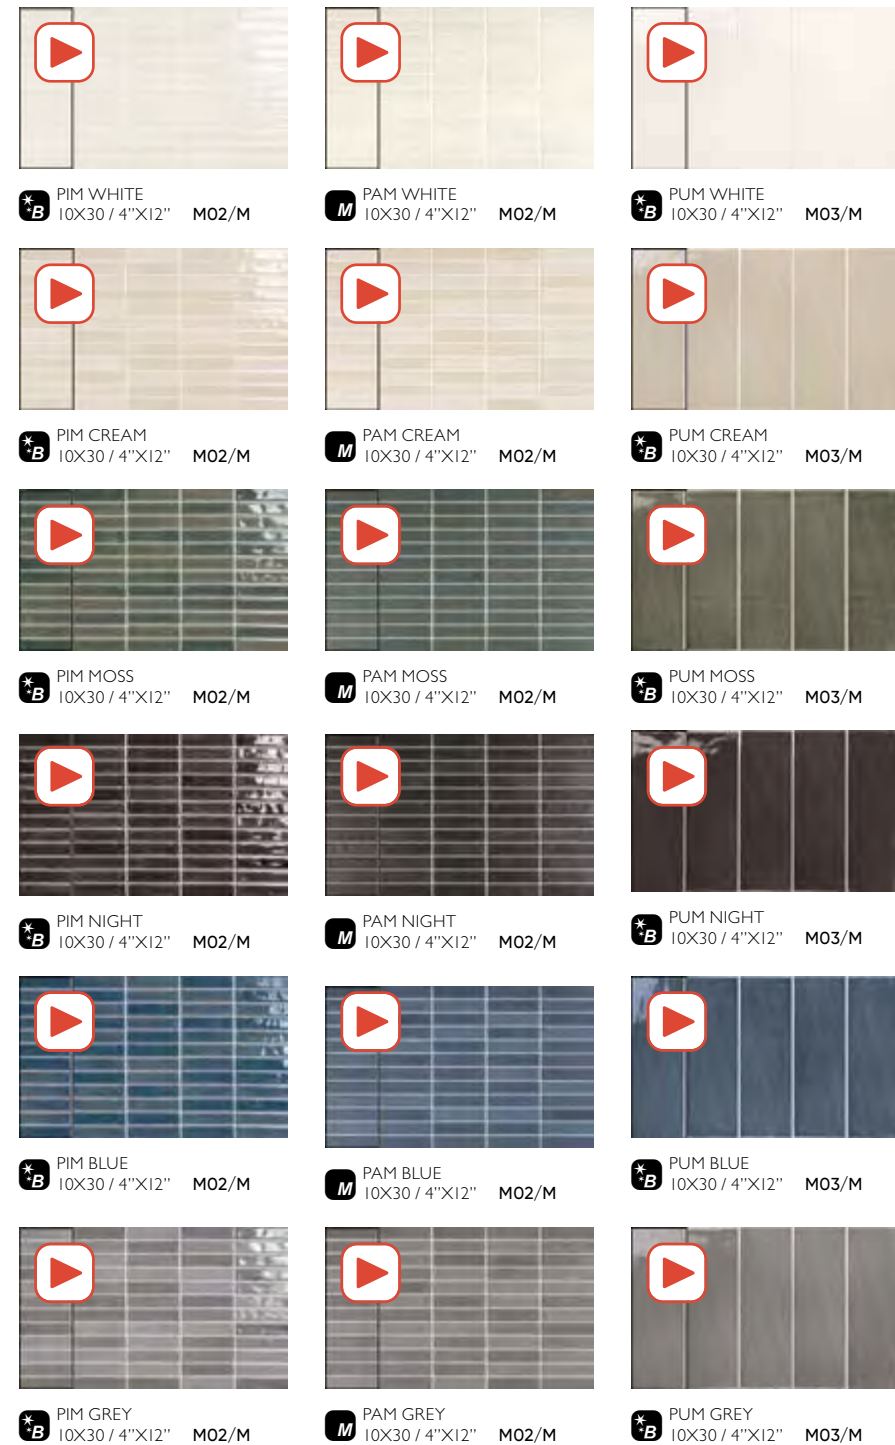 PIM WHITE
B 10X30 / 4”X12” M02/M
PAM WHITE
M 10X30 / 4”X12” M02/M
PUM WHITE
B 10X30 / 4”X12” M03/M
PIM CREAM
B 10X30 / 4”X12” M02/M
PAM CREAM
M 10X30 / 4”X12” M02/M
PUM CREAM
B 10X30 / 4”X12” M03/M
PIM MOSS
B 10X30 / 4”X12” M02/M
PAM MOSS
M 10X30 / 4”X12” M02/M
PUM MOSS
B 10X30 / 4”X12” M03/M
PIM NIGHT
B 10X30 / 4”X12” M02/M
PAM NIGHT
M 10X30 / 4”X12” M02/M
PUM NIGHT
B 10X30 / 4”X12” M03/M
PIM BLUE
B 10X30 / 4”X12” M02/M
PAM BLUE
M 10X30 / 4”X12” M02/M
PUM BLUE
B 10X30 / 4”X12” M03/M
PIM GREY
B 10X30 / 4”X12” M02/M
PAM GREY
M 10X30 / 4”X12” M02/M
PUM GREY
B 10X30 / 4”X12” M03/M